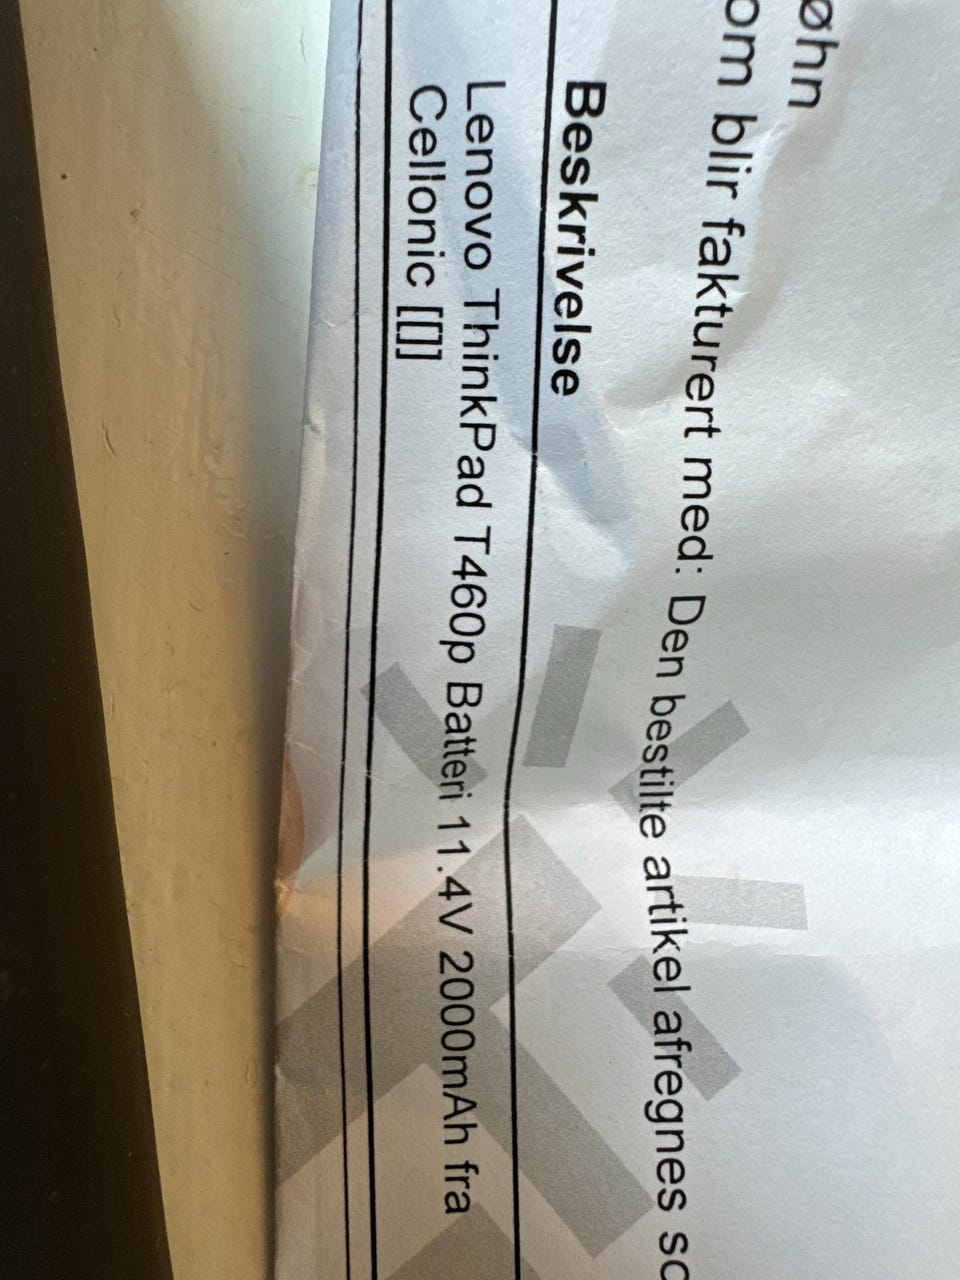 øhn
om blir fakturert med: Den bestilte artikel afregnes
Beskrivelse
Lenovo ThinkPad T460p Batteri 11.4V 2000mAh fra
Cellonic [[]]